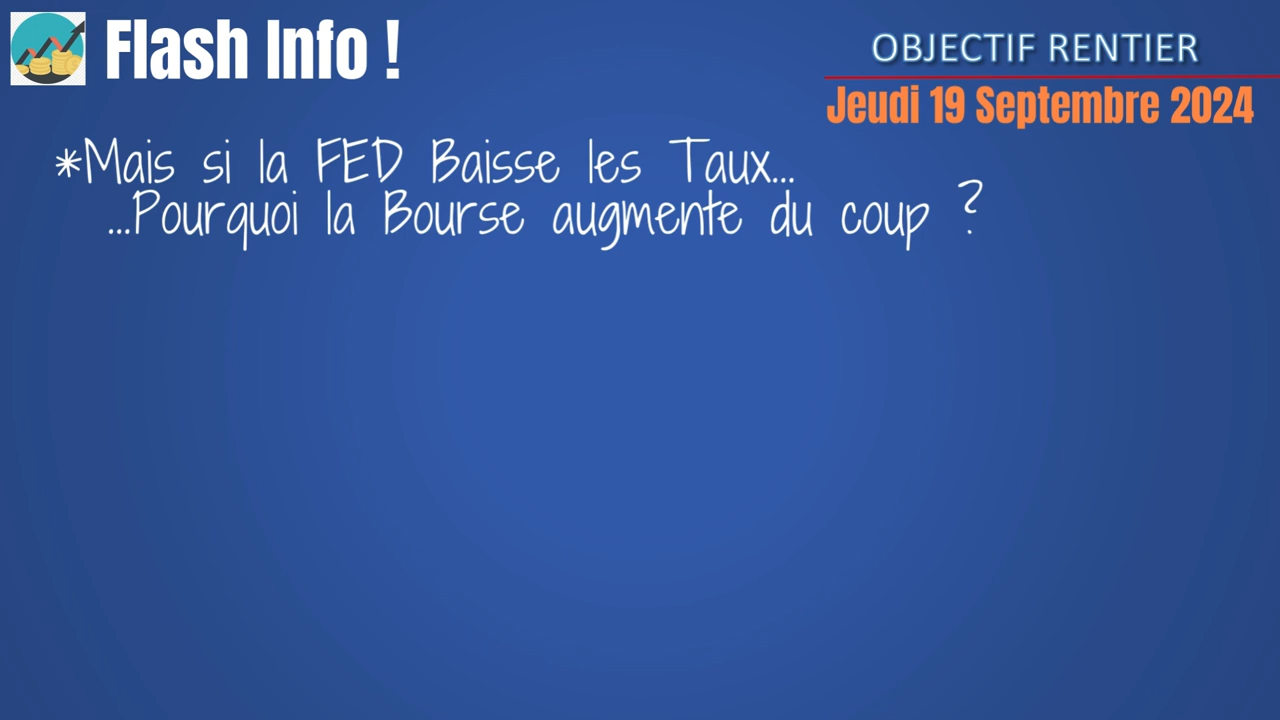 Flash Info !
OBJECTIF RENTIER
Jeudi 19 Septembre 2024
*Mais si la FED Baisse les Taux...
...Pourquoi la Bourse augmente du coup ?